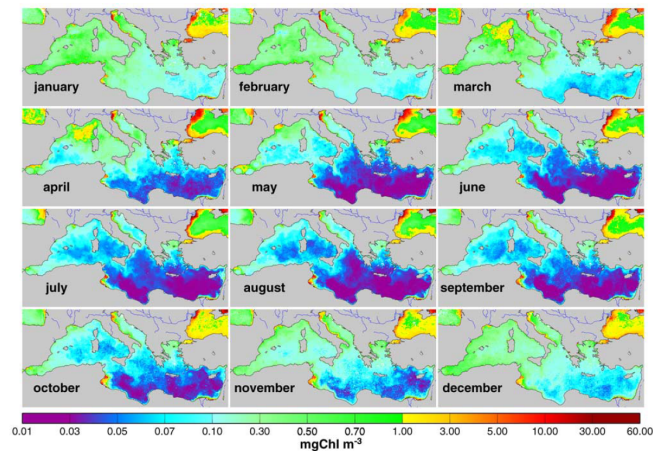 january
february
march
april
may
june
july
august
september
october
november
december
0.01 0.03 0.05 0.07 0.10 0.30 0.50 0.70 1.00 3.00 5.00 10.00 30.00 60.00
mgChl m-3